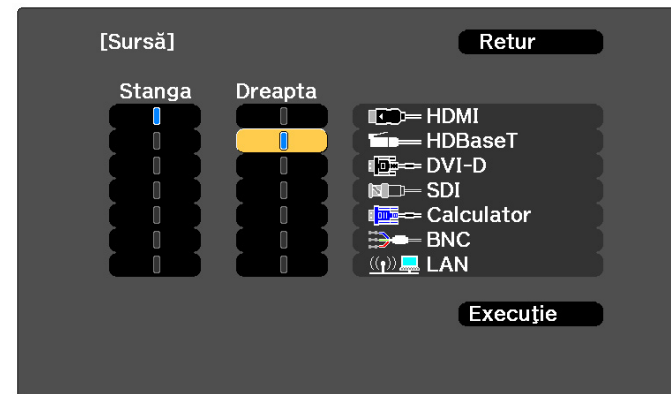 [Sursă] Retur
Stanga Dreapta
HDMI
HDBaseT
DVI-D
SDI
Calculator
BNC
LAN
Execuţie